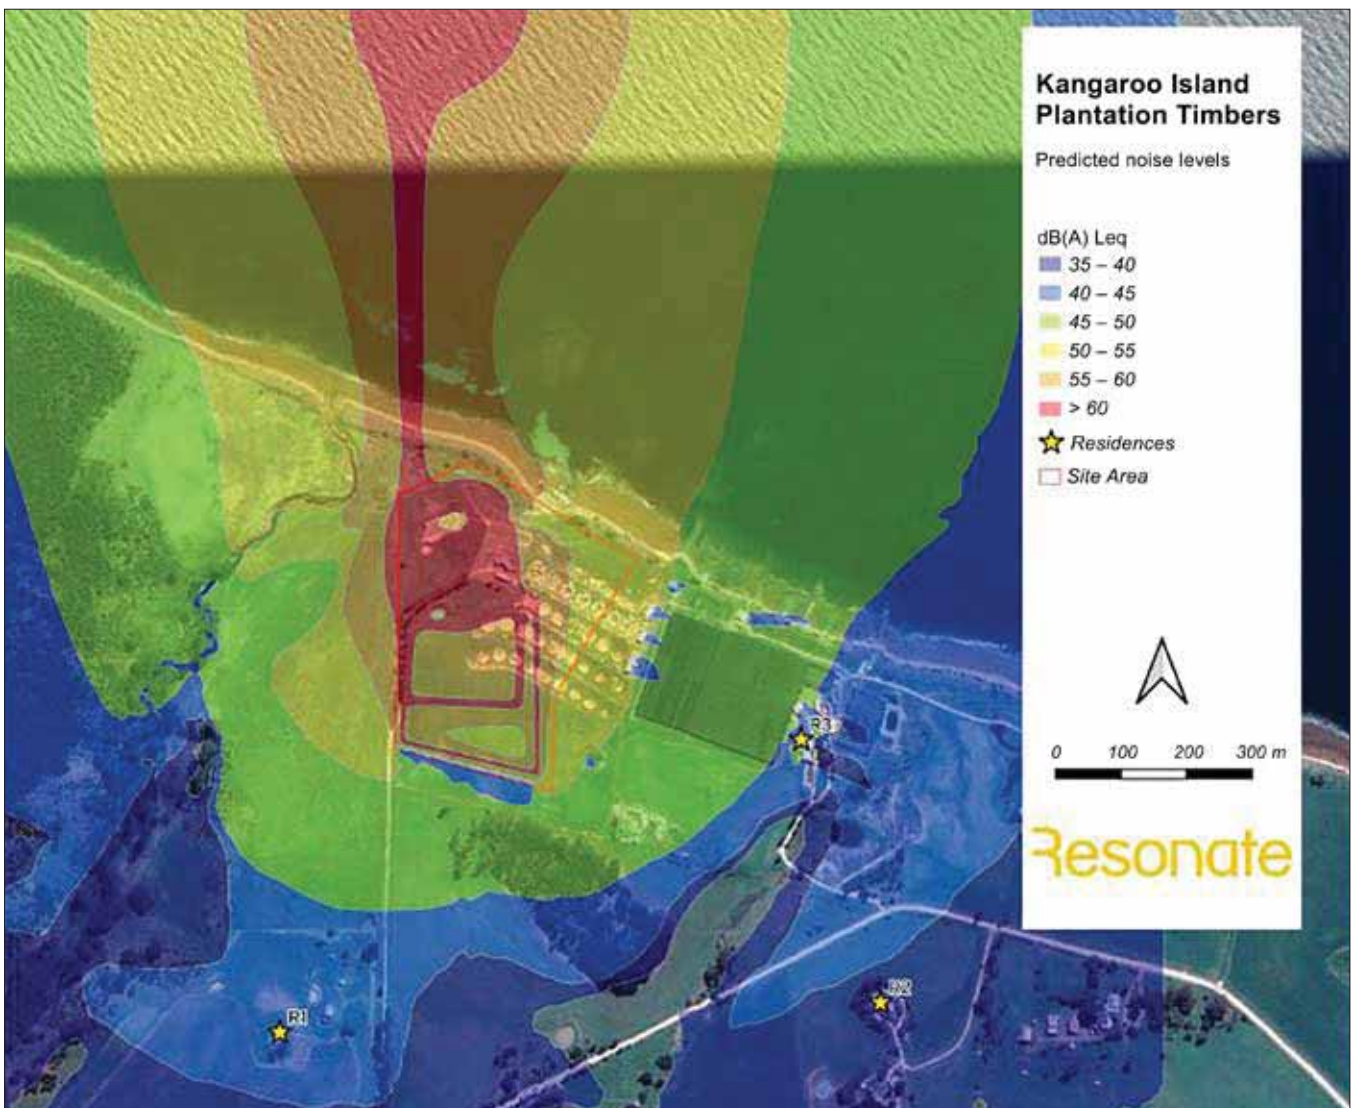 Kangaroo Island
Plantation Timbers
Predicted noise levels
dB(A) Leq
35 – 40
40 – 45
45 – 50
50 – 55
55 – 60
> 60
Residences
Site Area
0 100 200 300 m
Resonate
R3
R2
R1